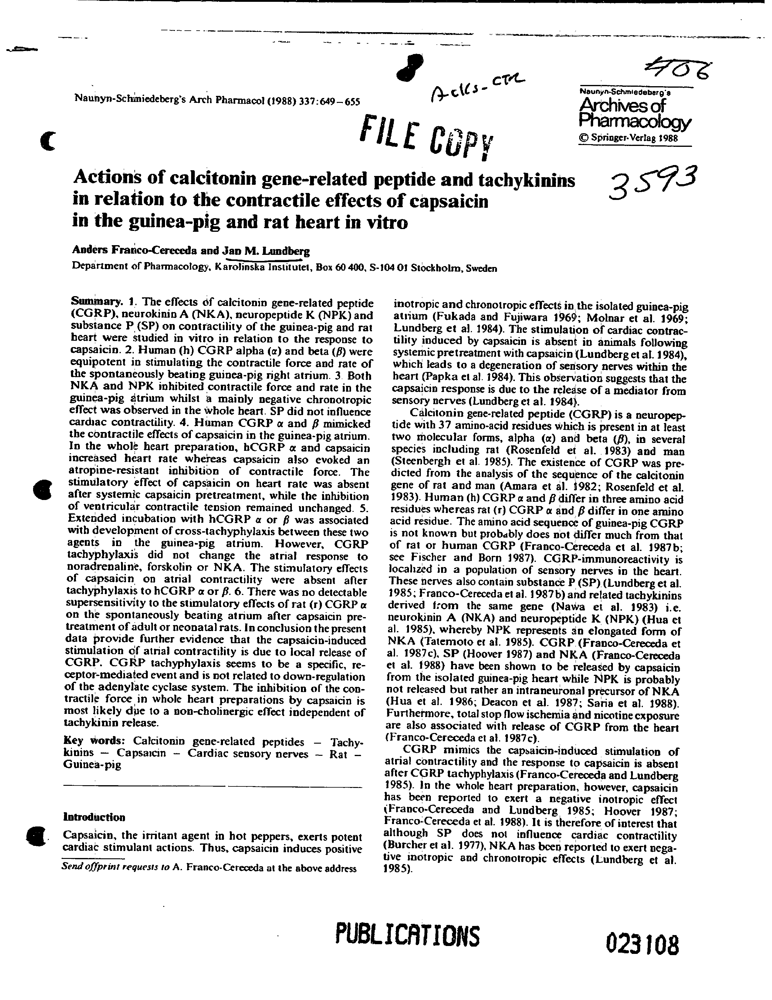 406
Acks - CTR
Naunyn-Schmiedeberg's Arch Pharmacol (1988) 337:649–655
Naunyn-Schmiedeberg's
Archives of
Pharmacology
© Springer-Verlag 1988
FILE COPY
3593
Actions of calcitonin gene-related peptide and tachykinins
in relation to the contractile effects of capsaicin
in the guinea-pig and rat heart in vitro
Anders Franco-Cereceda and Jan M. Lundberg
Department of Pharmacology, Karolinska Institutet, Box 60 400, S-104 01 Stockholm, Sweden
Summary. 1. The effects of calcitonin gene-related peptide
(CGRP), neurokinin A (NKA), neuropeptide K (NPK) and
substance P (SP) on contractility of the guinea-pig and rat
heart were studied in vitro in relation to the response to
capsaicin. 2. Human (h) CGRP alpha (α) and beta (β) were
equipotent in stimulating the contractile force and rate of
the spontaneously beating guinea-pig right atrium. 3. Both
NKA and NPK inhibited contractile force and rate in the
guinea-pig atrium whilst a mainly negative chronotropic
effect was observed in the whole heart. SP did not influence
cardiac contractility. 4. Human CGRP α and β mimicked
the contractile effects of capsaicin in the guinea-pig atrium.
In the whole heart preparation, hCGRP α and capsaicin
increased heart rate whereas capsaicin also evoked an
atropine-resistant inhibition of contractile force. The
stimulatory effect of capsaicin on heart rate was absent
after systemic capsaicin pretreatment, while the inhibition
of ventricular contractile tension remained unchanged. 5.
Extended incubation with hCGRP α or β was associated
with development of cross-tachyphylaxis between these two
agents in the guinea-pig atrium. However, CGRP
tachyphylaxis did not change the atrial response to
noradrenaline, forskolin or NKA. The stimulatory effects
of capsaicin on atrial contractility were absent after
tachyphylaxis to hCGRP α or β. 6. There was no detectable
supersensitivity to the stimulatory effects of rat (r) CGRP α
on the spontaneously beating atrium after capsaicin pre-
treatment of adult or neonatal rats. In conclusion the present
data provide further evidence that the capsaicin-induced
stimulation of atrial contractility is due to local release of
CGRP. CGRP tachyphylaxis seems to be a specific, re-
ceptor-mediated event and is not related to down-regulation
of the adenylate cyclase system. The inhibition of the con-
tractile force in whole heart preparations by capsaicin is
most likely due to a non-cholinergic effect independent of
tachykinin release.
Key words: Calcitonin gene-related peptides – Tachy-
kinins – Capsaicin – Cardiac sensory nerves – Rat –
Guinea-pig
Introduction
Capsaicin, the irritant agent in hot peppers, exerts potent
cardiac stimulant actions. Thus, capsaicin induces positive
Send offprint requests to A. Franco-Cereceda at the above address
inotropic and chronotropic effects in the isolated guinea-pig
atrium (Fukada and Fujiwara 1969; Molnar et al. 1969;
Lundberg et al. 1984). The stimulation of cardiac contrac-
tility induced by capsaicin is absent in animals following
systemic pretreatment with capsaicin (Lundberg et al. 1984),
which leads to a degeneration of sensory nerves within the
heart (Papka et al. 1984). This observation suggests that the
capsaicin response is due to the release of a mediator from
sensory nerves (Lundberg et al. 1984).
Calcitonin gene-related peptide (CGRP) is a neuropep-
tide with 37 amino-acid residues which is present in at least
two molecular forms, alpha (α) and beta (β), in several
species including rat (Rosenfeld et al. 1983) and man
(Steenbergh et al. 1985). The existence of CGRP was pre-
dicted from the analysis of the sequence of the calcitonin
gene of rat and man (Amara et al. 1982; Rosenfeld et al.
1983). Human (h) CGRP α and β differ in three amino acid
residues whereas rat (r) CGRP α and β differ in one amino
acid residue. The amino acid sequence of guinea-pig CGRP
is not known but probably does not differ much from that
of rat or human CGRP (Franco-Cereceda et al. 1987b;
see Fischer and Born 1987). CGRP-immunoreactivity is
localized in a population of sensory nerves in the heart.
These nerves also contain substance P (SP) (Lundberg et al.
1985; Franco-Cereceda et al. 1987b) and related tachykinins
derived from the same gene (Nawa et al. 1983) i.e.
neurokinin A (NKA) and neuropeptide K (NPK) (Hua et
al. 1985), whereby NPK represents an elongated form of
NKA (Tatemoto et al. 1985). CGRP (Franco-Cereceda et
al. 1987c), SP (Hoover 1987) and NKA (Franco-Cereceda
et al. 1988) have been shown to be released by capsaicin
from the isolated guinea-pig heart while NPK is probably
not released but rather an intraneuronal precursor of NKA
(Hua et al. 1986; Deacon et al. 1987; Saria et al. 1988).
Furthermore, total stop flow ischemia and nicotine exposure
are also associated with release of CGRP from the heart
(Franco-Cereceda et al. 1987c).
CGRP mimics the capsaicin-induced stimulation of
atrial contractility and the response to capsaicin is absent
after CGRP tachyphylaxis (Franco-Cereceda and Lundberg
1985). In the whole heart preparation, however, capsaicin
has been reported to exert a negative inotropic effect
(Franco-Cereceda and Lundberg 1985; Hoover 1987;
Franco-Cereceda et al. 1988). It is therefore of interest that
although SP does not influence cardiac contractility
(Burcher et al. 1977), NKA has been reported to exert nega-
tive inotropic and chronotropic effects (Lundberg et al.
1985).
PUBLICATIONS
023108